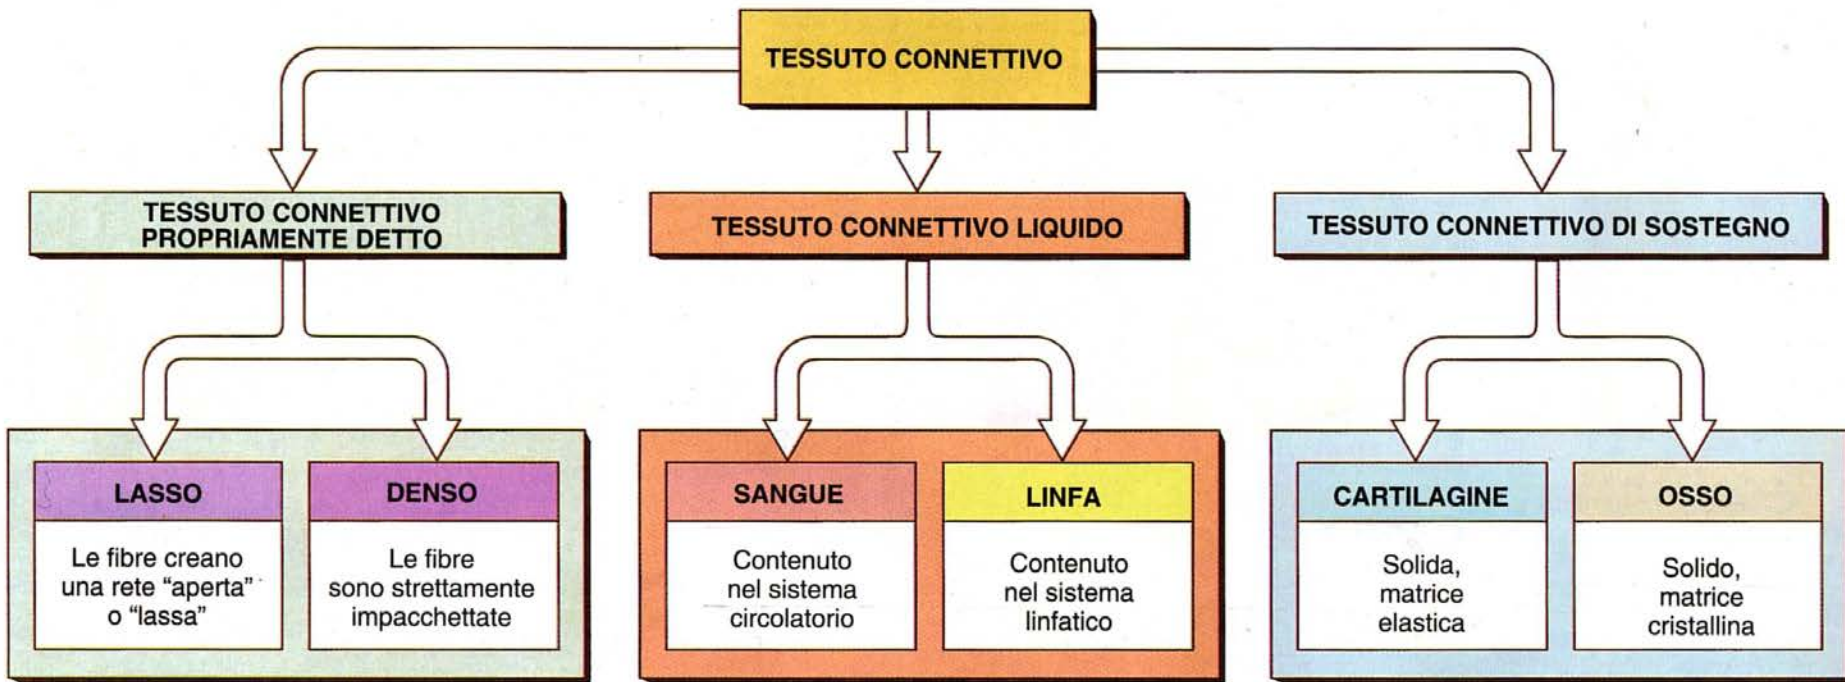 TESSUTO CONNETTIVO
TESSUTO CONNETTIVO
PROPRIAMENTE DETTO
TESSUTO CONNETTIVO LIQUIDO
TESSUTO CONNETTIVO DI SOSTEGNO
LASSO
Le fibre creano
una rete “aperta”
o “lassa”
DENSO
Le fibre
sono strettamente
impacchettate
SANGUE
Contenuto
nel sistema
circolatorio
LINFA
Contenuto
nel sistema
linfatico
CARTILAGINE
Solida,
matrice
elastica
OSSO
Solido,
matrice
cristallina